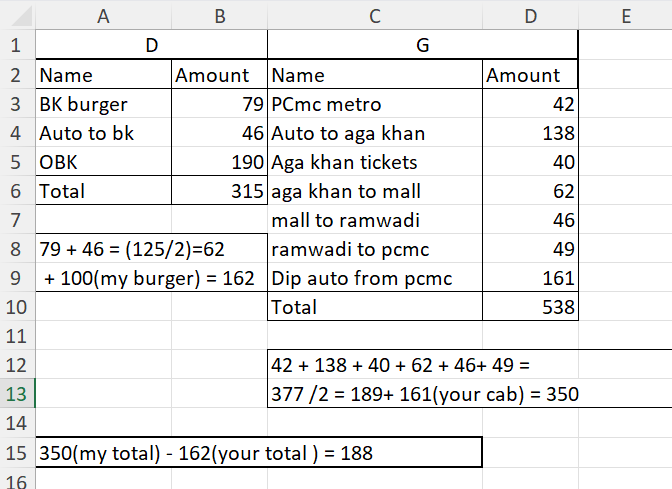 A B C D E
1 D G
2 Name Amount Name Amount
3 BK burger 79 PCmc metro 42
4 Auto to bk 46 Auto to aga khan 138
5 OBK 190 Aga khan tickets 40
6 Total 315 aga khan to mall 62
7 mall to ramwadi 46
8 79 + 46 = (125/2)=62 ramwadi to pcmc 49
9 + 100(my burger) = 162 Dip auto from pcmc 161
10 Total 538
11
12 42 + 138 + 40 + 62 + 46+ 49 =
13 377 /2 = 189+ 161(your cab) = 350
14
15 350(my total) - 162(your total ) = 188
16